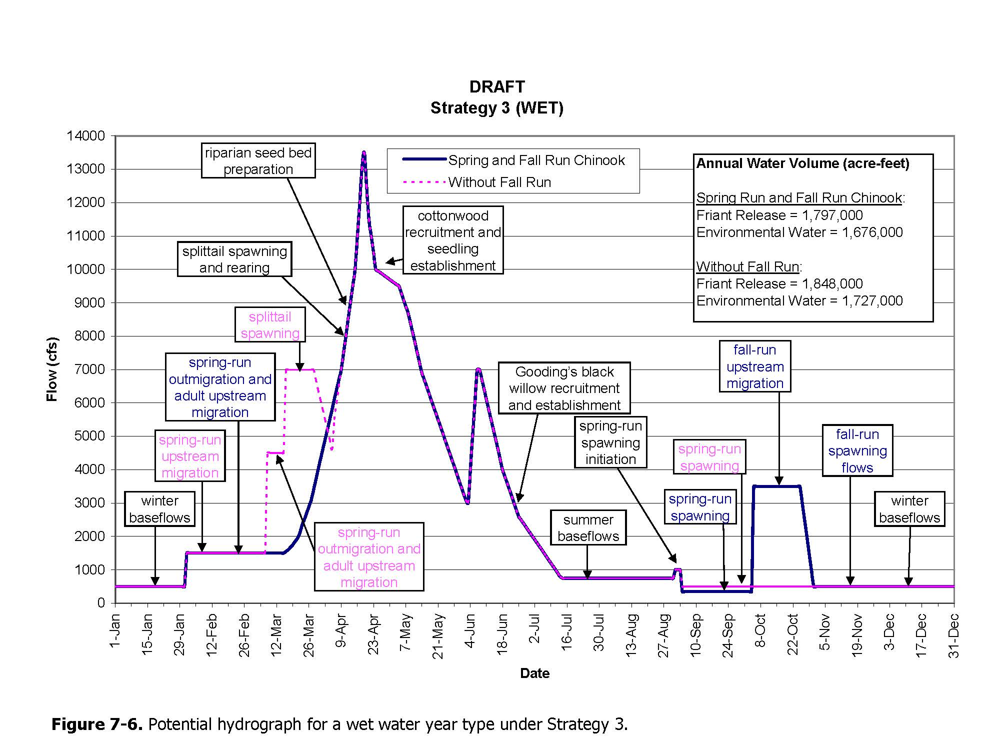 DRAFT
Strategy 3 (WET)
14000
13000
12000
11000
10000
9000
8000
7000
6000
5000
4000
3000
2000
1000
0
Flow (cfs)
riparian seed bed
preparation
Spring and Fall Run Chinook
Without Fall Run
Annual Water Volume (acre-feet)
Spring Run and Fall Run Chinook:
Friant Release = 1,797,000
Environmental Water = 1,676,000
Without Fall Run:
Friant Release = 1,848,000
Environmental Water = 1,727,000
cottonwood
recruitment and
seedling
establishment
splittail spawning
and rearing
splittail
spawning
spring-run
outmigration and
adult upstream
migration
spring-run
upstream
migration
winter
baseflows
spring-run
outmigration and
adult upstream
migration
Gooding's black
willow recruitment
and establishment
spring-run
spawning
initiation
summer
baseflows
spring-run
spawning
spring-run
spawning
fall-run
upstream
migration
fall-run
spawning
flows
winter
baseflows
1-Jan
15-Jan
29-Jan
12-Feb
26-Feb
12-Mar
26-Mar
9-Apr
23-Apr
7-May
21-May
4-Jun
18-Jun
2-Jul
16-Jul
30-Jul
13-Aug
27-Aug
10-Sep
24-Sep
8-Oct
22-Oct
5-Nov
19-Nov
3-Dec
17-Dec
31-Dec
Date
Figure 7-6. Potential hydrograph for a wet water year type under Strategy 3.